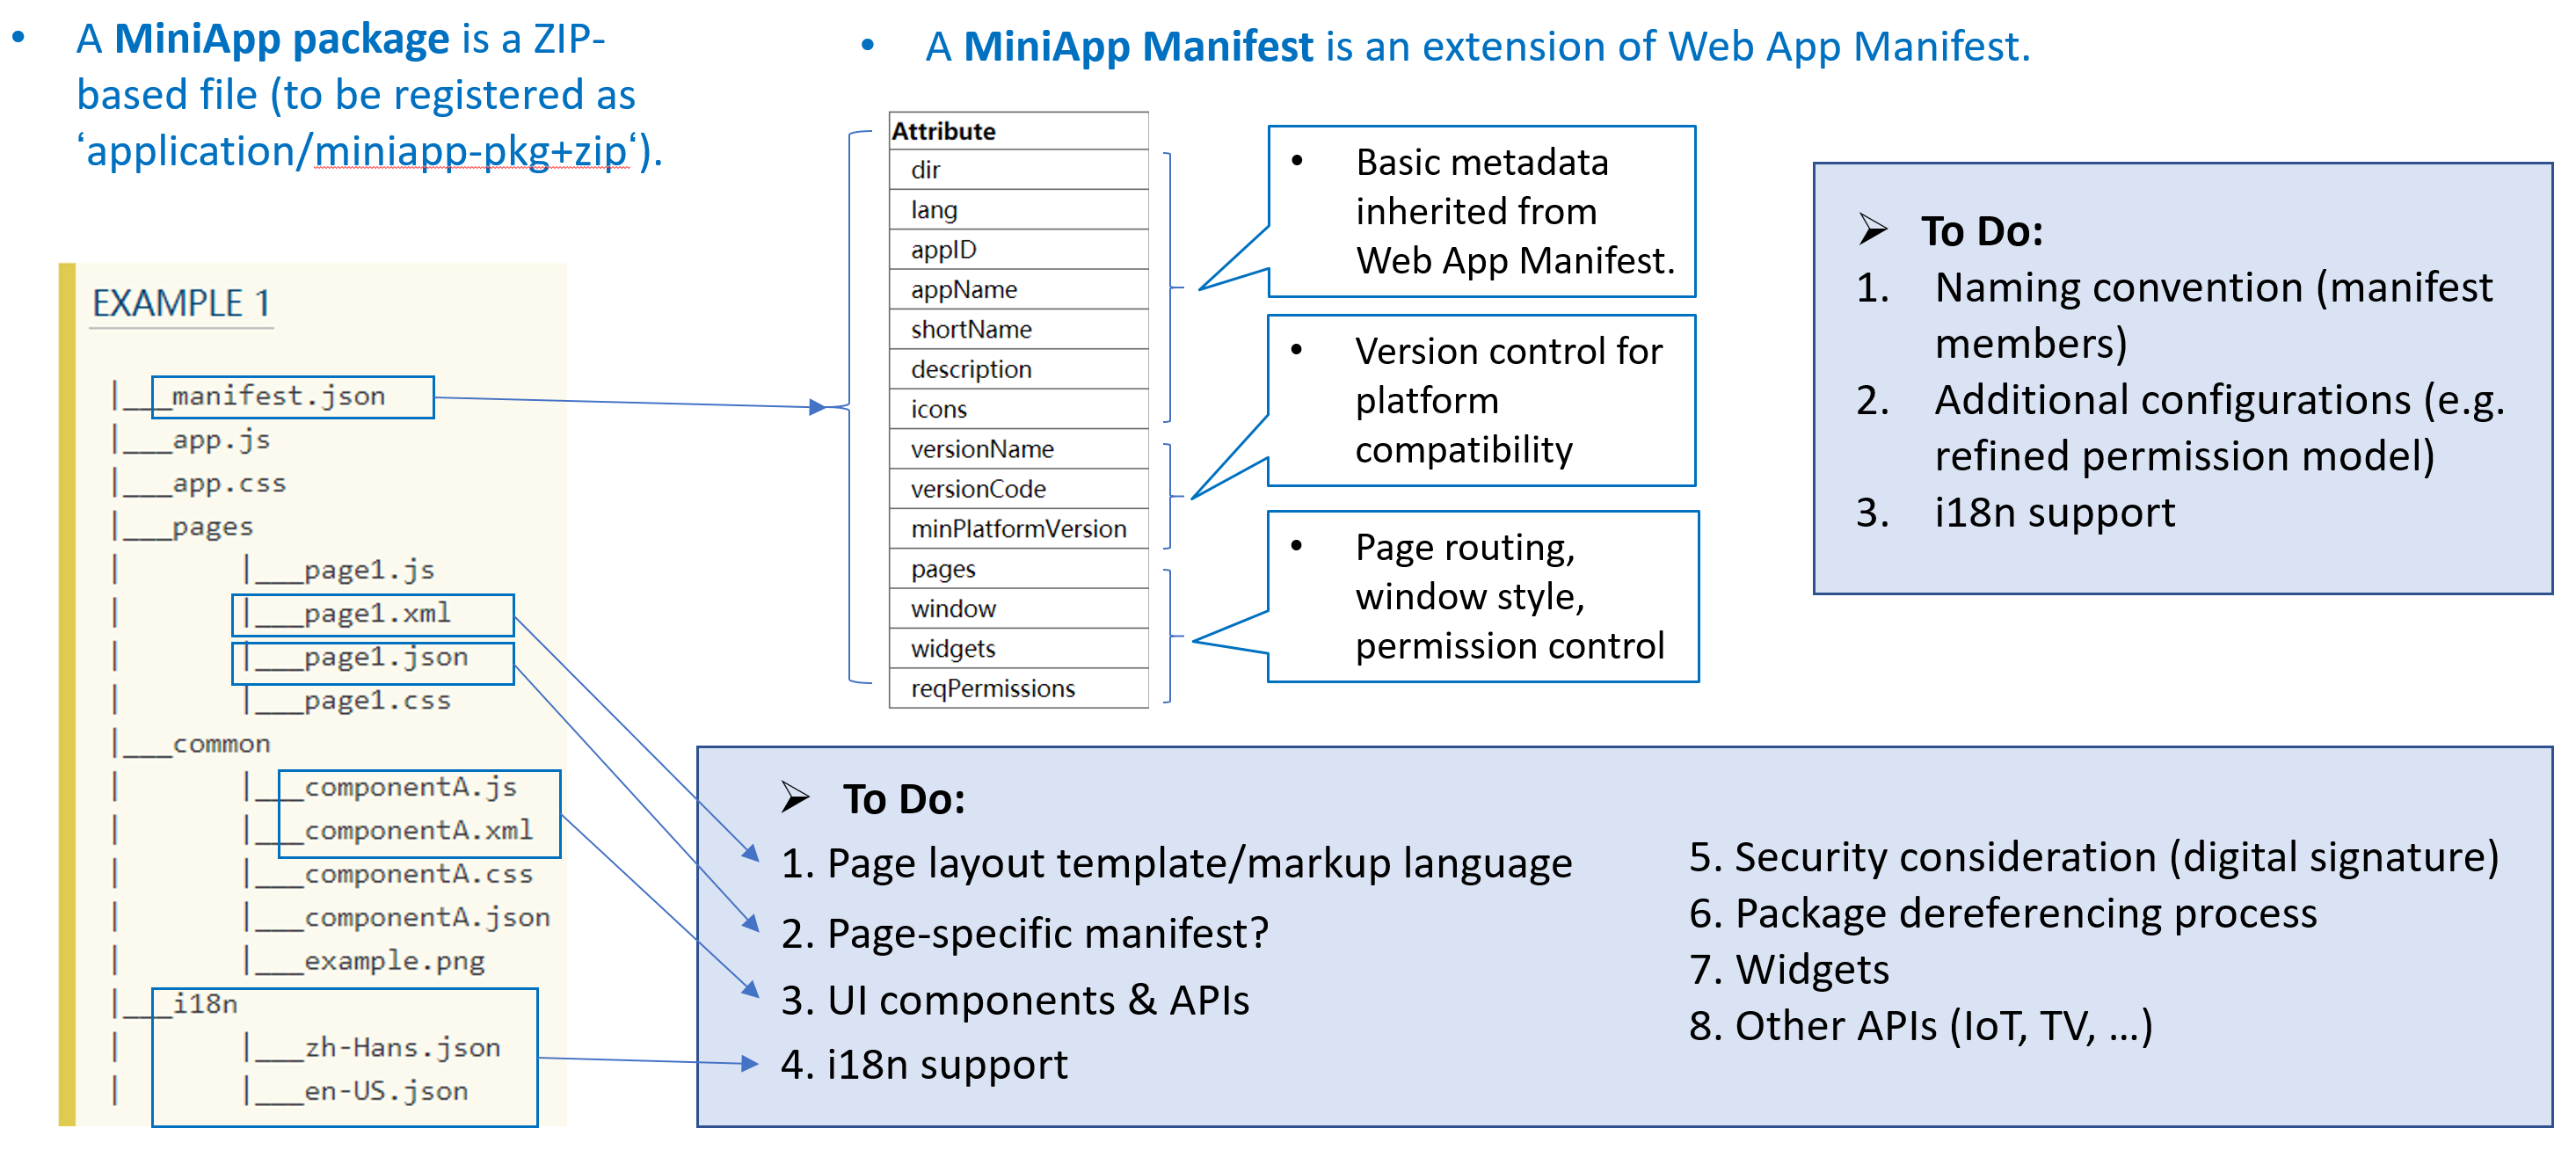 • A MiniApp package is a ZIP-
based file (to be registered as
‘application/miniapp-pkg+zip‘).
EXAMPLE 1
|___manifest.json
|___app.js
|___app.css
|___pages
|       |___page1.js
|       |___page1.xml
|       |___page1.json
|       |___page1.css
|___common
|       |___componentA.js
|       |___componentA.xml
|       |___componentA.css
|       |___componentA.json
|       |___example.png
|___i18n
|       |___zh-Hans.json
|       |___en-US.json
• A MiniApp Manifest is an extension of Web App Manifest.
Attribute
dir
lang
appID
appName
shortName
description
icons
versionName
versionCode
minPlatformVersion
pages
window
widgets
reqPermissions
• Basic metadata
inherited from
Web App Manifest.
• Version control for
platform
compatibility
• Page routing,
window style,
permission control
➢ To Do:
1. Naming convention (manifest
members)
2. Additional configurations (e.g.
refined permission model)
3. i18n support
➢ To Do:
1. Page layout template/markup language
2. Page-specific manifest?
3. UI components & APIs
4. i18n support
5. Security consideration (digital signature)
6. Package dereferencing process
7. Widgets
8. Other APIs (IoT, TV, …)